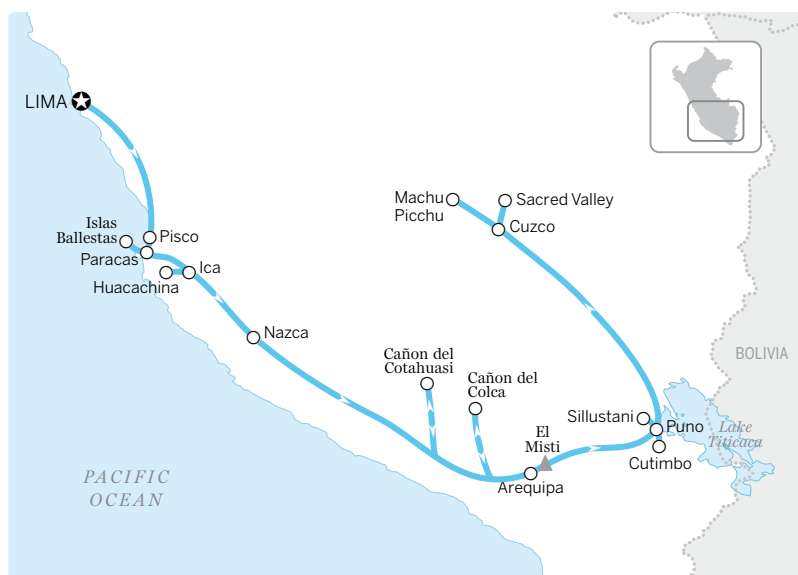 LIMA
Islas
Ballestas
Pisco
Paracas
Ica
Huacachina
Nazca
Machu
Picchu
Sacred Valley
Cuzco
Cañon del
Cotahuasi
Cañon del
Colca
El
Misti
Arequipa
Sillustani
Puno
Cutimbo
Lake
Titicaca
BOLIVIA
PACIFIC
OCEAN